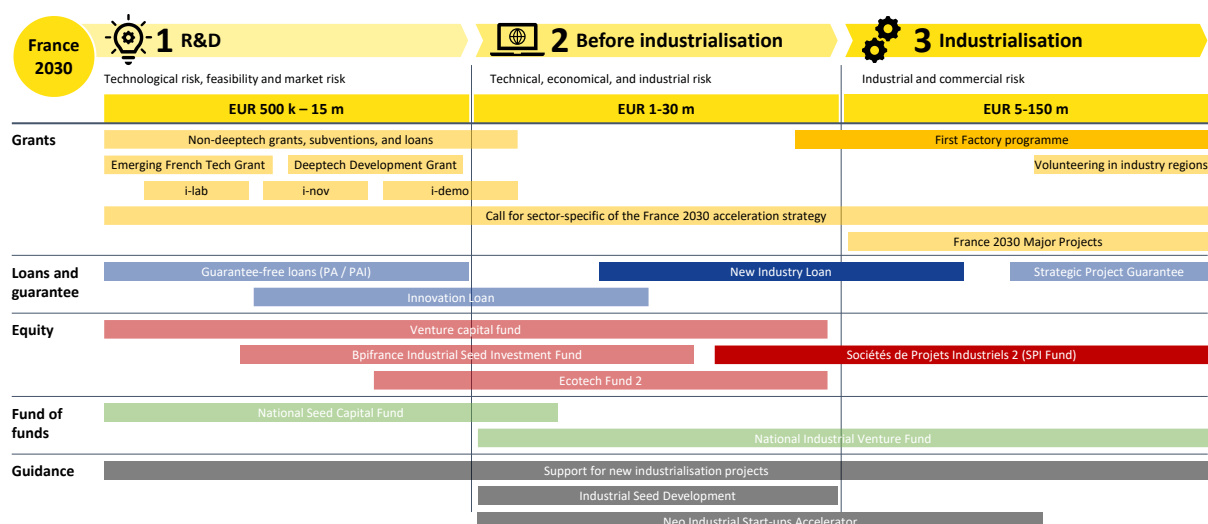 France
2030
1 R&D
2 Before industrialisation
3 Industrialisation
Technological risk, feasibility and market risk
Technical, economical, and industrial risk
Industrial and commercial risk
EUR 500 k – 15 m
EUR 1-30 m
EUR 5-150 m
Grants
Non-deeptech grants, subventions, and loans
First Factory programme
Emerging French Tech Grant
Deeptech Development Grant
Volunteering in industry regions
i-lab
i-nov
i-demo
Call for sector-specific of the France 2030 acceleration strategy
France 2030 Major Projects
Loans and
guarantee
Guarantee-free loans (PA / PAI)
New Industry Loan
Strategic Project Guarantee
Innovation Loan
Equity
Venture capital fund
Bpifrance Industrial Seed Investment Fund
Sociétés de Projets Industriels 2 (SPI Fund)
Ecotech Fund 2
Fund of
funds
National Seed Capital Fund
National Industrial Venture Fund
Guidance
Support for new industrialisation projects
Industrial Seed Development
Neo Industrial Start-ups Accelerator